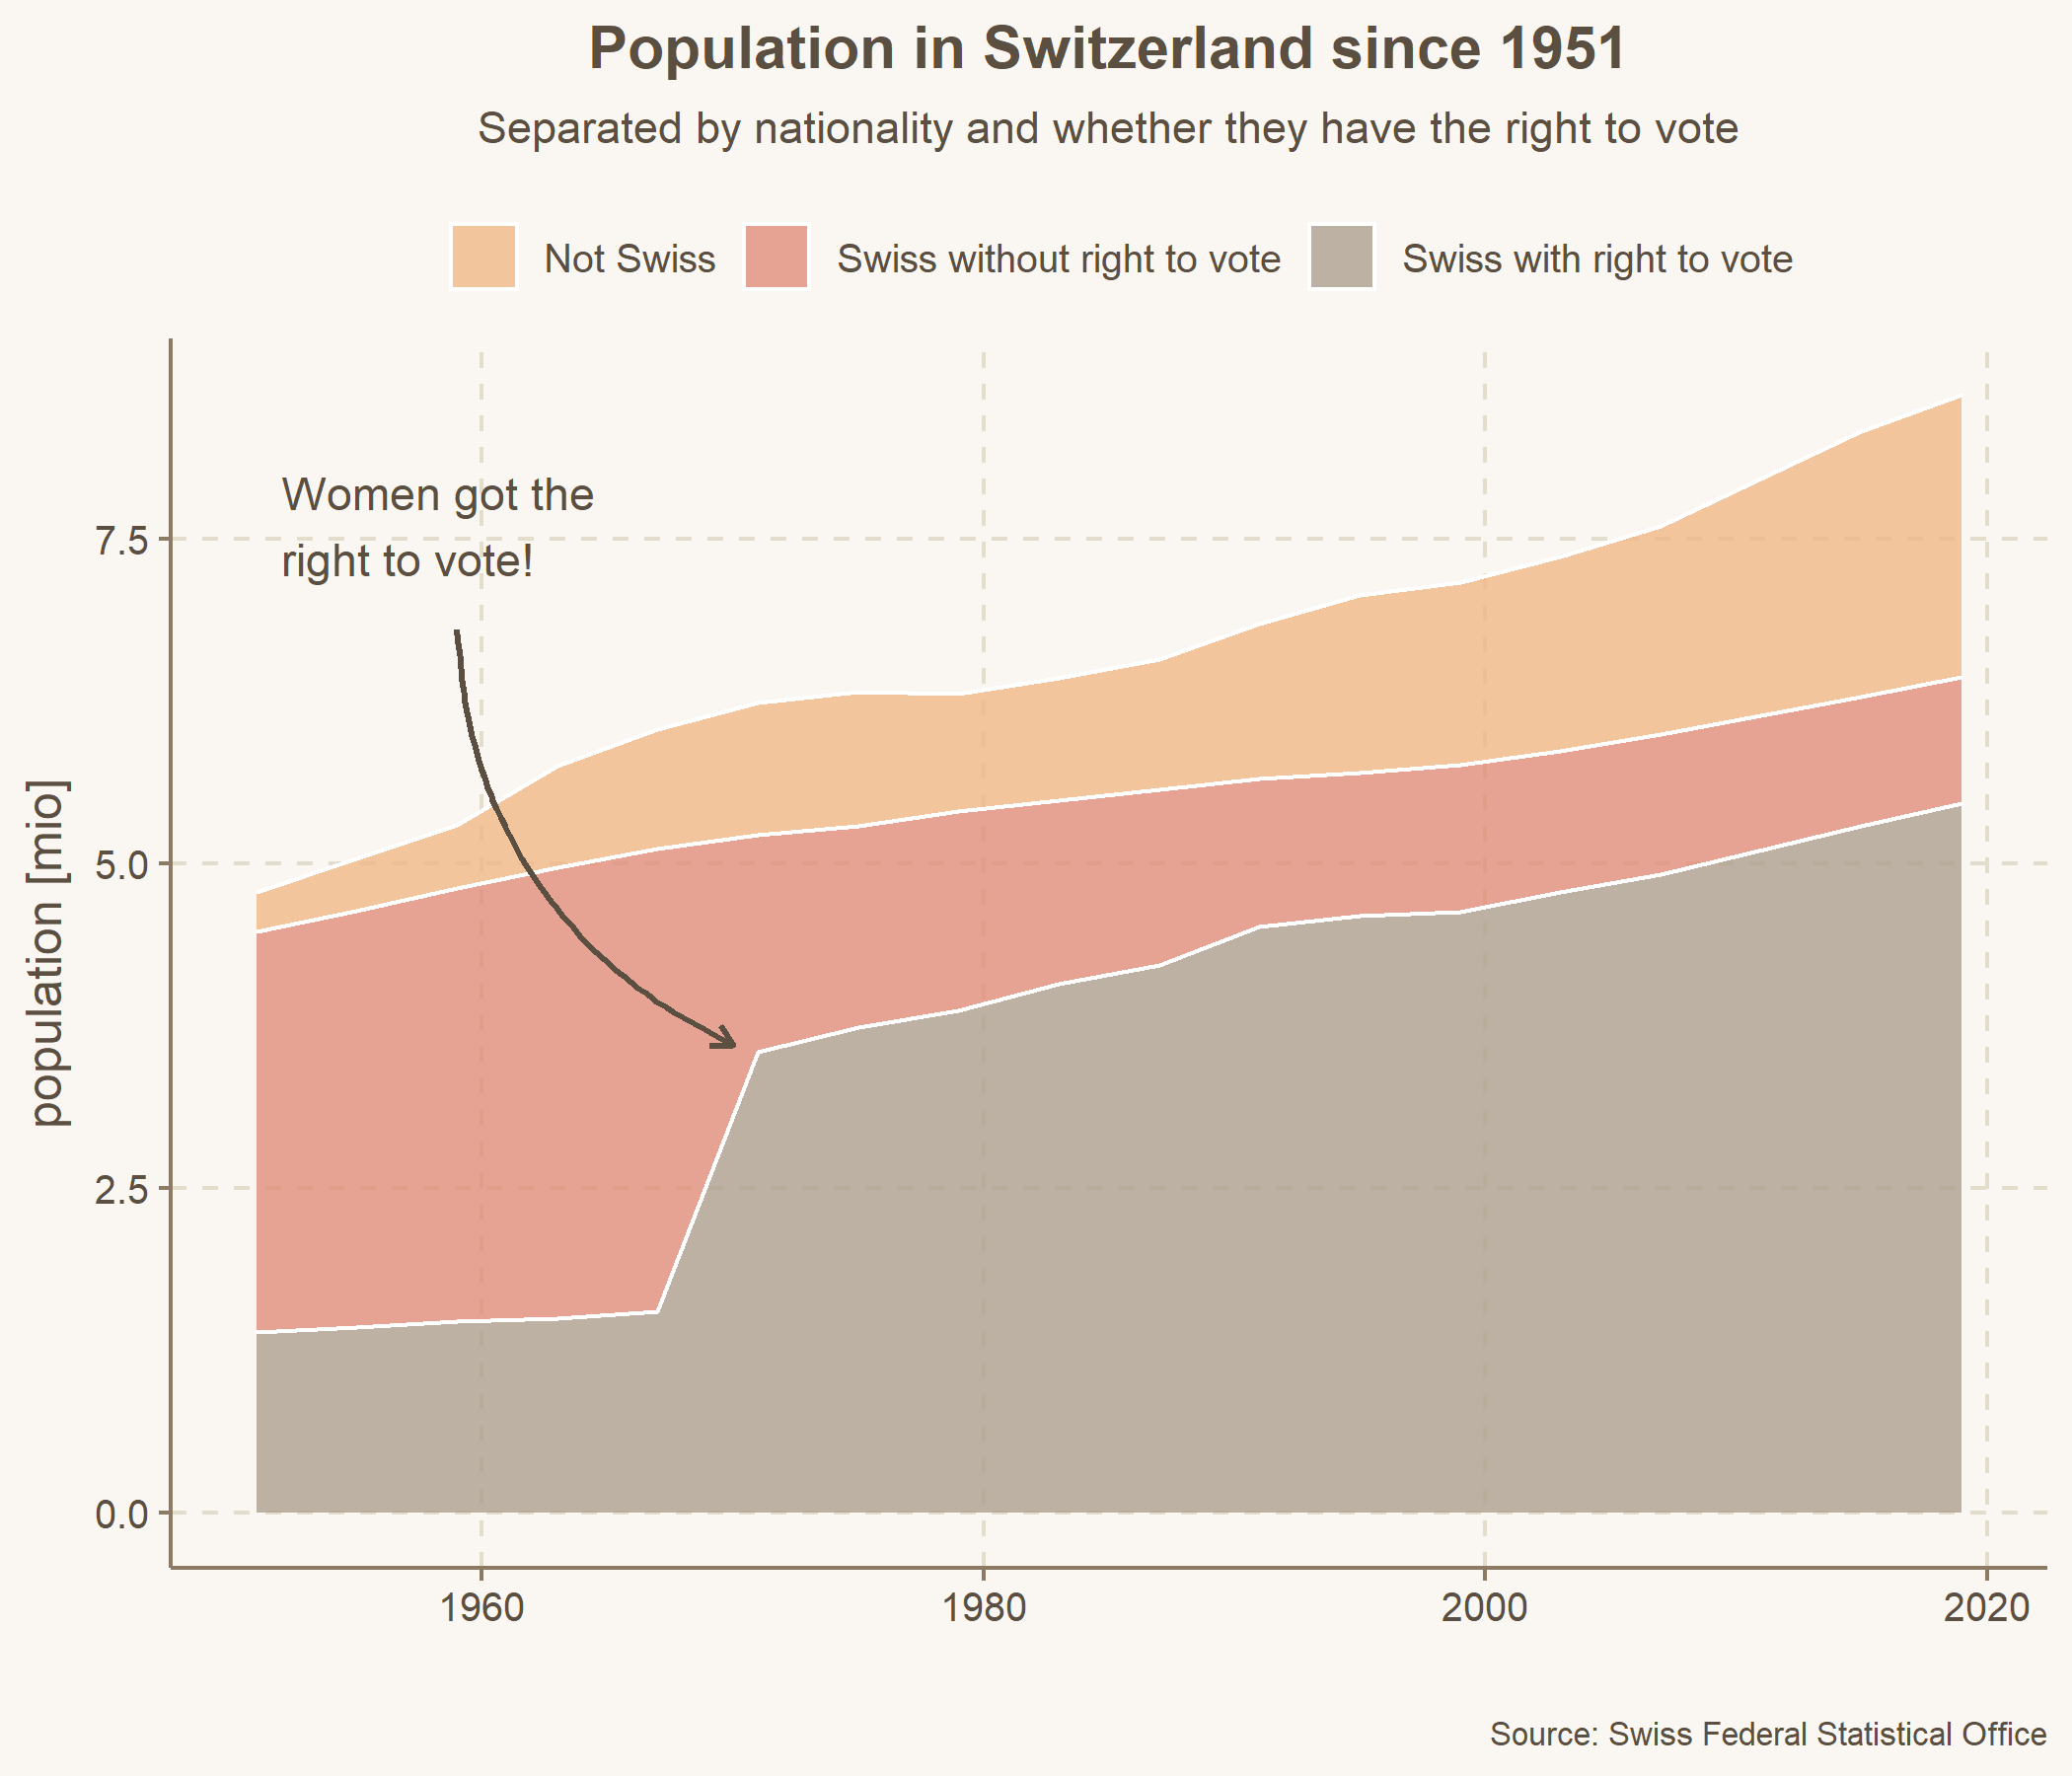 Population in Switzerland since 1951
Separated by nationality and whether they have the right to vote
Not Swiss
Swiss without right to vote
Swiss with right to vote
Women got the
right to vote!
population [mio]
7.5
5.0
2.5
0.0
1960
1980
2000
2020
Source: Swiss Federal Statistical Office